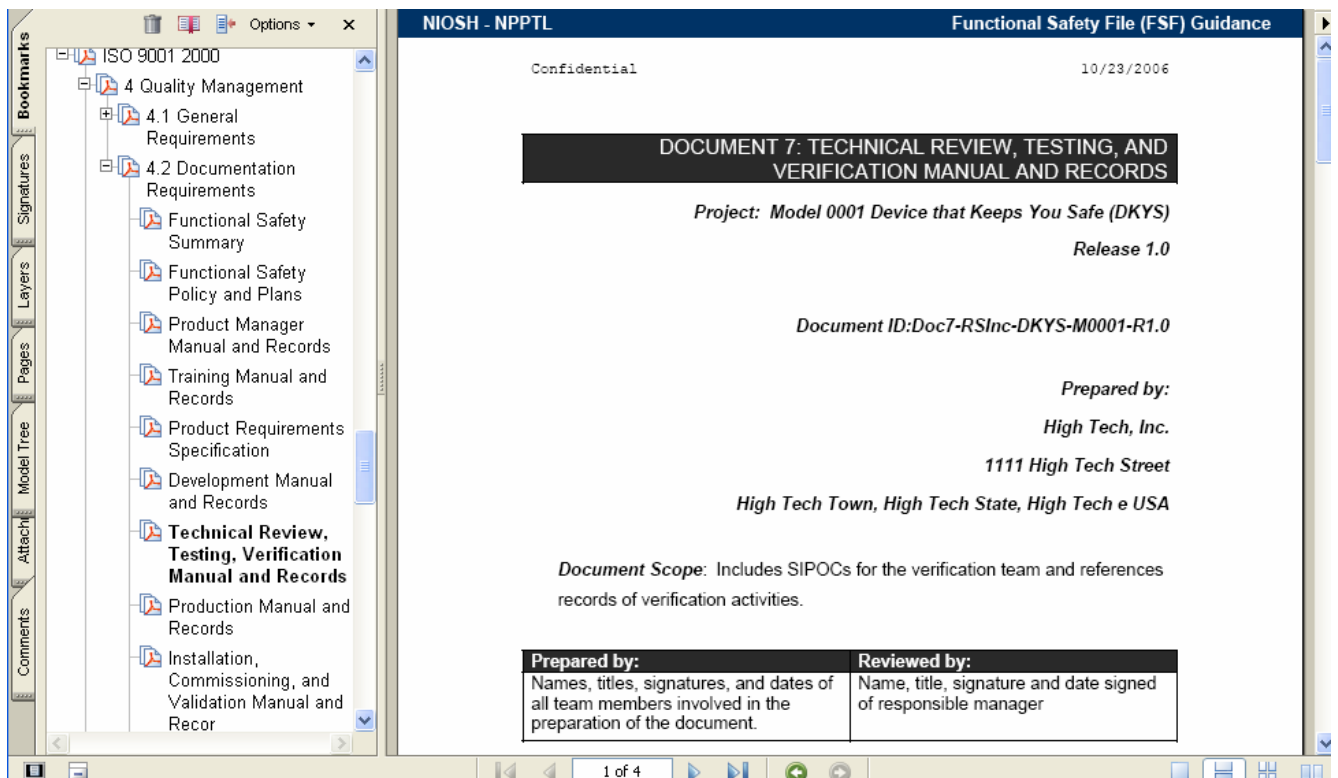 Options
x
Bookmarks
Signatures
Layers
Pages
Model Tree
Attach
Comments
ISO 9001 2000
4 Quality Management
4.1 General
Requirements
4.2 Documentation
Requirements
Functional Safety
Summary
Functional Safety
Policy and Plans
Product Manager
Manual and Records
Training Manual and
Records
Product Requirements
Specification
Development Manual
and Records
Technical Review,
Testing, Verification
Manual and Records
Production Manual and
Records
Installation,
Commissioning, and
Validation Manual and
Recor
NIOSH - NPPTL Functional Safety File (FSF) Guidance
Confidential 10/23/2006
DOCUMENT 7: TECHNICAL REVIEW, TESTING, AND
VERIFICATION MANUAL AND RECORDS
Project: Model 0001 Device that Keeps You Safe (DKYS)
Release 1.0
Document ID:Doc7-RSInc-DKYS-M0001-R1.0
Prepared by:
High Tech, Inc.
1111 High Tech Street
High Tech Town, High Tech State, High Tech e USA
Document Scope: Includes SIPOCs for the verification team and references
records of verification activities.
Prepared by:
Names, titles, signatures, and dates of
all team members involved in the
preparation of the document.
Reviewed by:
Name, title, signature and date signed
of responsible manager
1 of 4